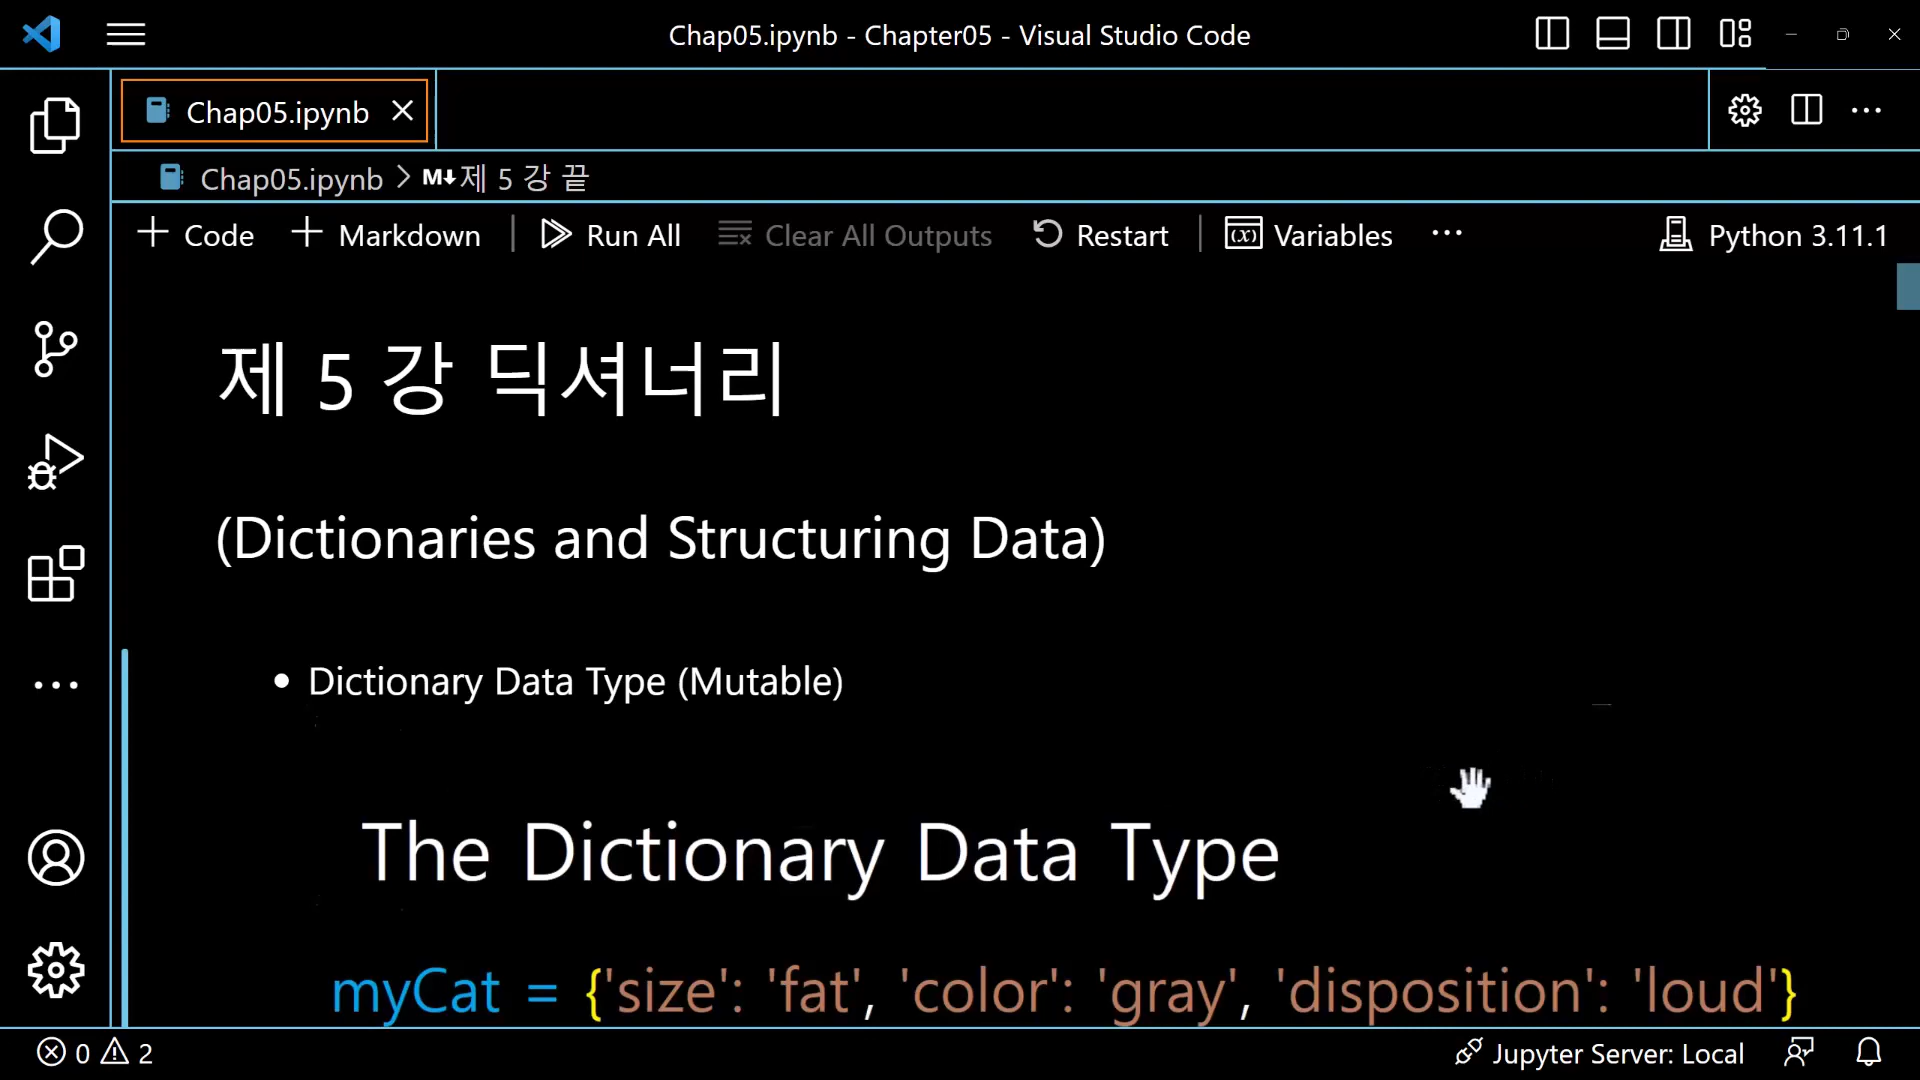 Chap05.ipynb - Chapter05 - Visual Studio Code
Chap05.ipynb
Chap05.ipynb > M↓ 제 5 강 끝
Code Markdown Run All Clear All Outputs Restart Variables ... Python 3.11.1
제 5 강 딕셔너리
(Dictionaries and Structuring Data)
• Dictionary Data Type (Mutable)
The Dictionary Data Type
myCat = {'size': 'fat', 'color': 'gray', 'disposition': 'loud'}
0 2 Jupyter Server: Local